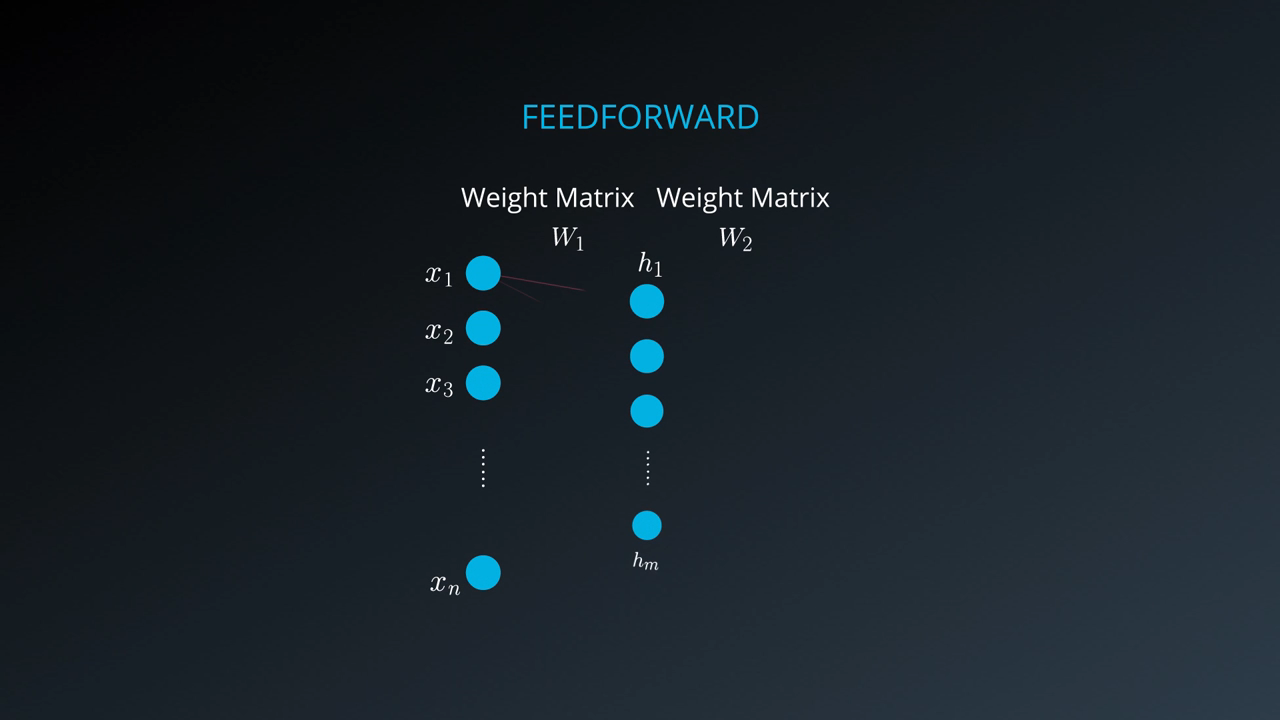 FEEDFORWARD
Weight Matrix Weight Matrix
W₁ W₂
h₁
x₁
x₂
x₃
hₘ
xₙ